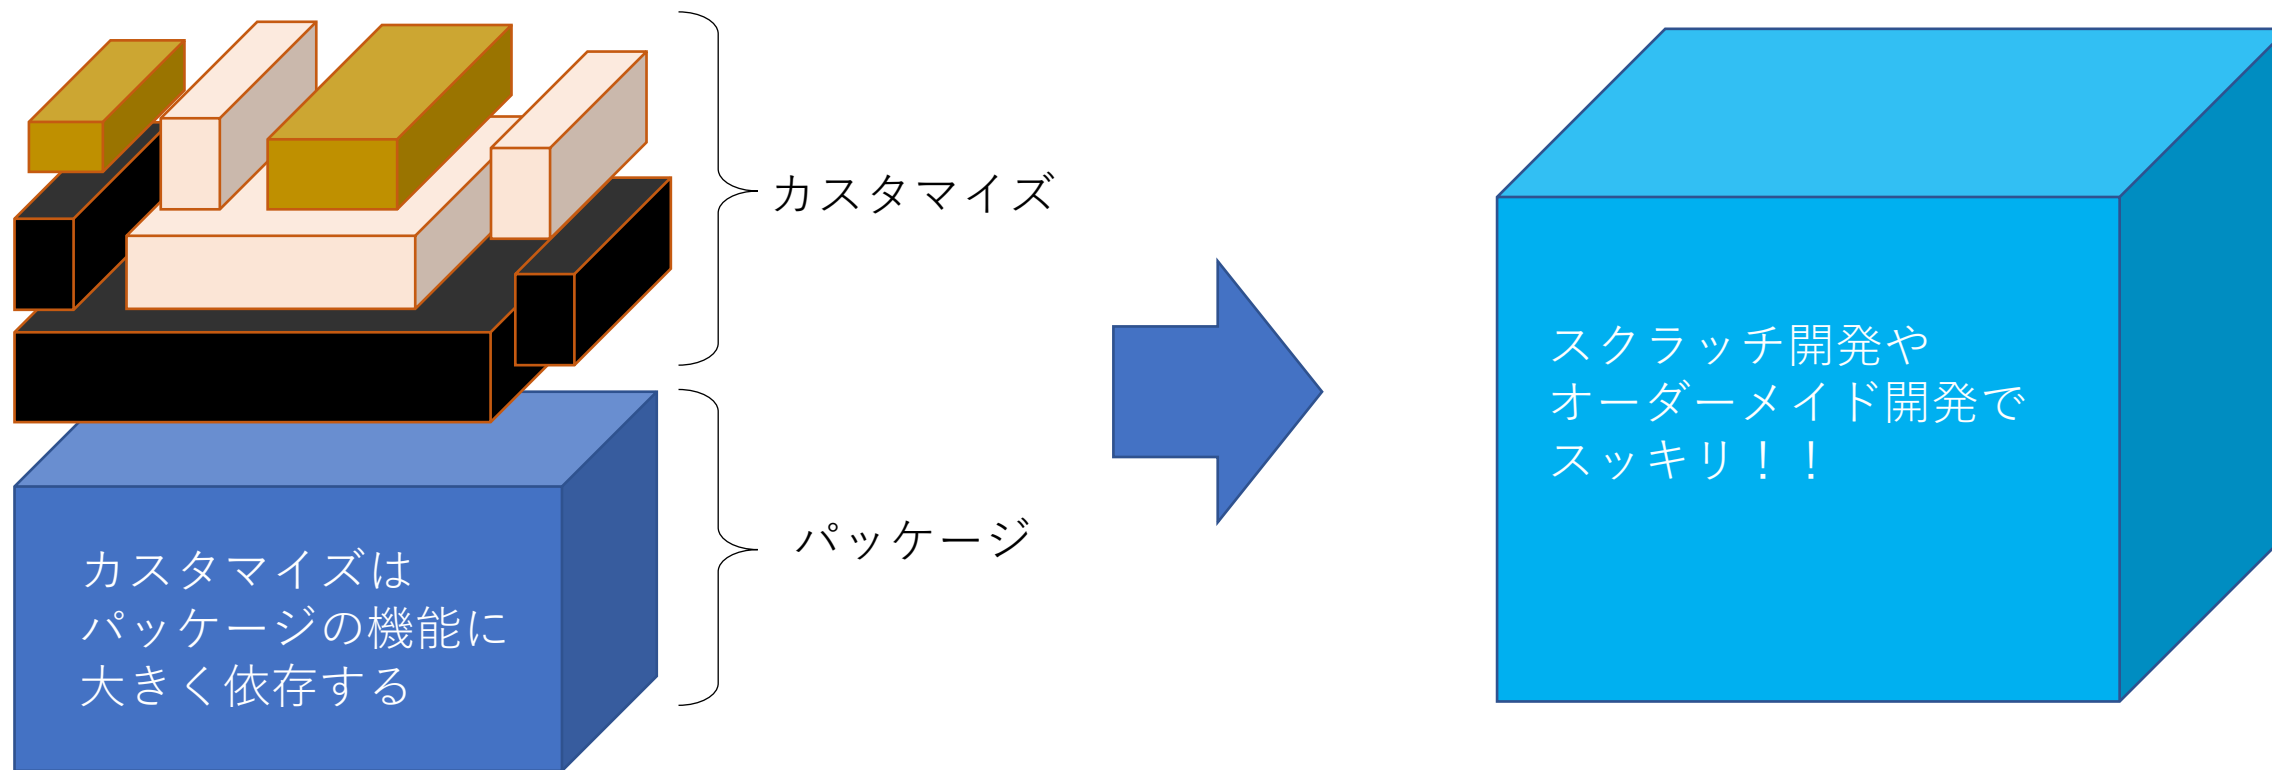 カスタマイズ
パッケージ
カスタマイズは
パッケージの機能に
大きく依存する
スクラッチ開発や
オーダーメイド開発で
スッキリ！！